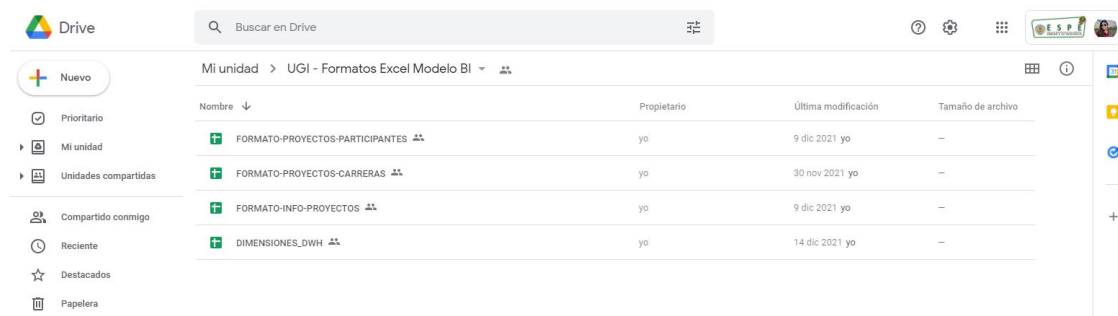 Drive
Buscar en Drive
ESPE
Nuevo
Mi unidad > UGI - Formatos Excel Modelo BI
Nombre Propietario Última modificación Tamaño de archivo
Prioritario
Mi unidad
Unidades compartidas
Compartido conmigo
Reciente
Destacados
Papelera
FORMATO-PROYECTOS-PARTICIPANTES yo 9 dic 2021 yo –
FORMATO-PROYECTOS-CARRERAS yo 30 nov 2021 yo –
FORMATO-INFO-PROYECTOS yo 9 dic 2021 yo –
DIMENSIONES_DWH yo 14 dic 2021 yo –
31